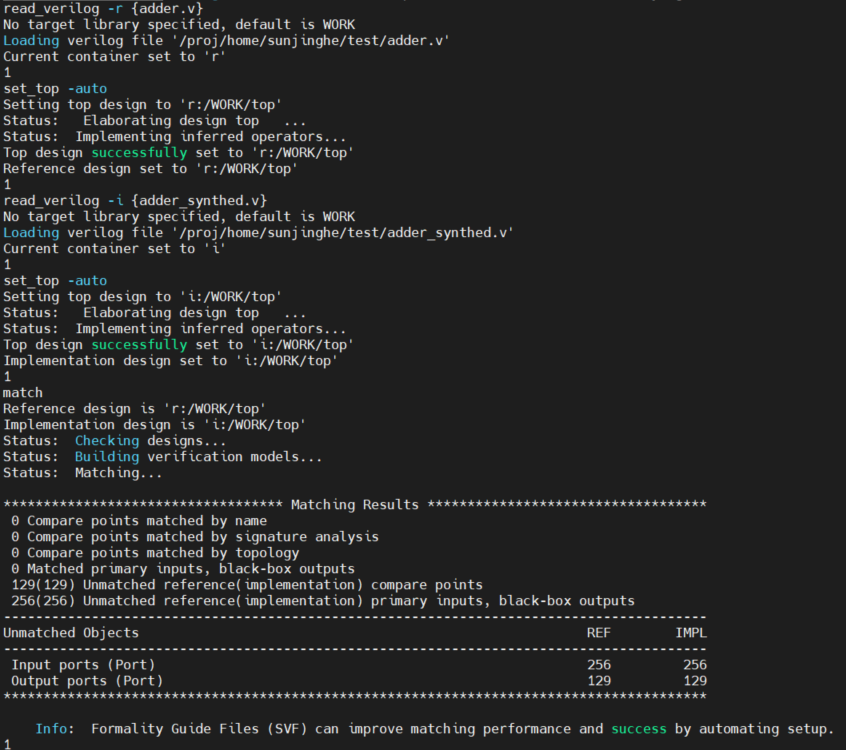 read_verilog -r {adder.v}
No target library specified, default is WORK
Loading verilog file '/proj/home/sunjinghe/test/adder.v'
Current container set to 'r'
1
set_top -auto
Setting top design to 'r:/WORK/top'
Status:   Elaborating design top   ...
Status:  Implementing inferred operators...
Top design successfully set to 'r:/WORK/top'
Reference design set to 'r:/WORK/top'
1
read_verilog -i {adder_synthed.v}
No target library specified, default is WORK
Loading verilog file '/proj/home/sunjinghe/test/adder_synthed.v'
Current container set to 'i'
1
set_top -auto
Setting top design to 'i:/WORK/top'
Status:   Elaborating design top   ...
Status:  Implementing inferred operators...
Top design successfully set to 'i:/WORK/top'
Implementation design set to 'i:/WORK/top'
1
match
Reference design is 'r:/WORK/top'
Implementation design is 'i:/WORK/top'
Status:  Checking designs...
Status:  Building verification models...
Status:  Matching...
*********************************** Matching Results ***********************************
 0 Compare points matched by name
 0 Compare points matched by signature analysis
 0 Compare points matched by topology
 0 Matched primary inputs, black-box outputs
 129(129) Unmatched reference(implementation) compare points
 256(256) Unmatched reference(implementation) primary inputs, black-box outputs
----------------------------------------------------------------------------------------
Unmatched Objects                                                        REF        IMPL
----------------------------------------------------------------------------------------
 Input ports (Port)                                                      256         256
 Output ports (Port)                                                     129         129
****************************************************************************************
    Info:  Formality Guide Files (SVF) can improve matching performance and success by automating setup.
1